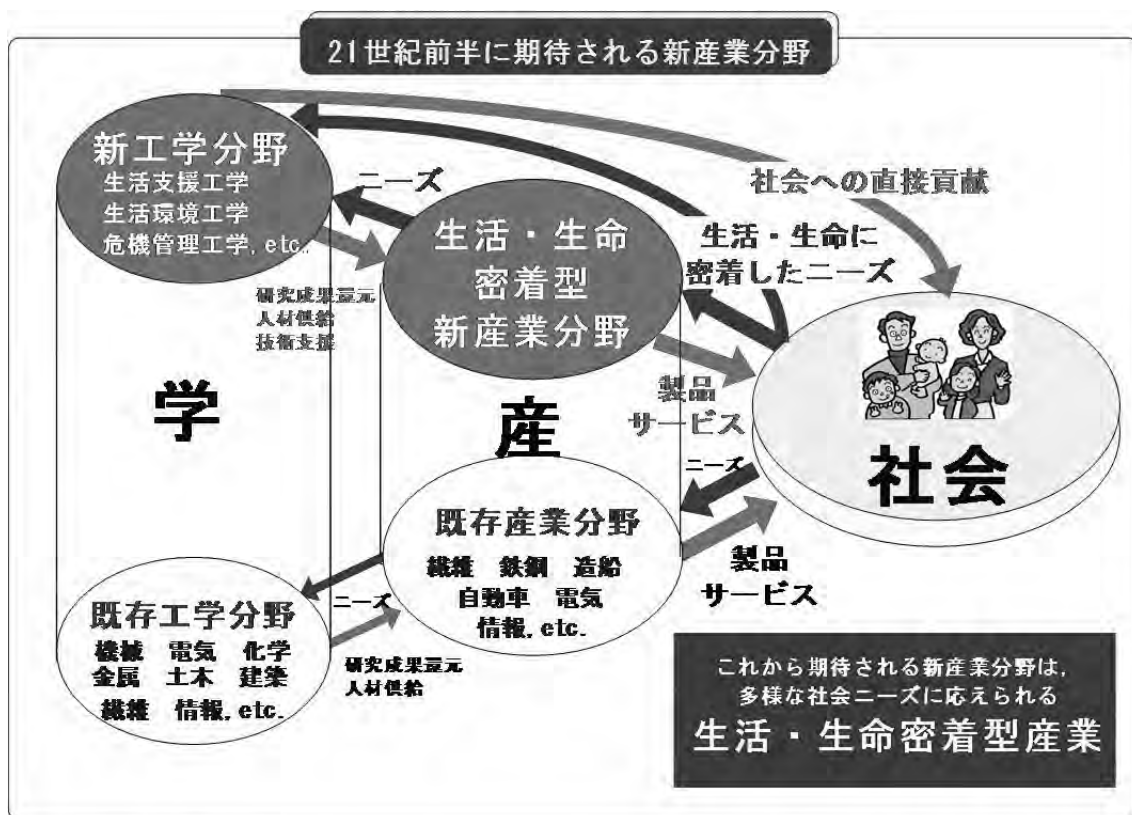 21世紀前半に期待される新産業分野
新工学分野
生活支援工学
生活環境工学
危機管理工学, etc.
ニーズ
研究成果還元
人材供給
技術支援
生活・生命
密着型
新産業分野
社会への直接貢献
生活・生命に
密着したニーズ
製品
サービス
学
産
社会
ニーズ
既存産業分野
繊維 鉄鋼 造船
自動車 電気
情報, etc.
製品
サービス
既存工学分野
機械 電気 化学
金属 土木 建築
繊維 情報, etc.
ニーズ
研究成果還元
人材供給
これから期待される新産業分野は,
多様な社会ニーズに応えられる
生活・生命密着型産業